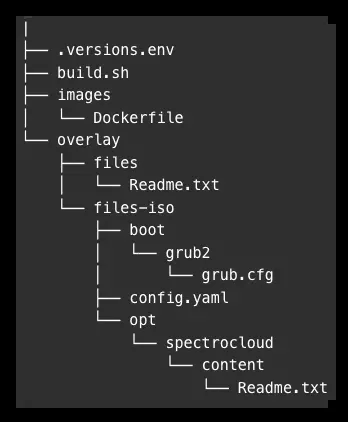 ├── .versions.env
├── build.sh
├── images
│   └── Dockerfile
└── overlay
    ├── files
    │   └── Readme.txt
    └── files-iso
        ├── boot
        │   └── grub2
        │       └── grub.cfg
        ├── config.yaml
        └── opt
            └── spectrocloud
                └── content
                    └── Readme.txt